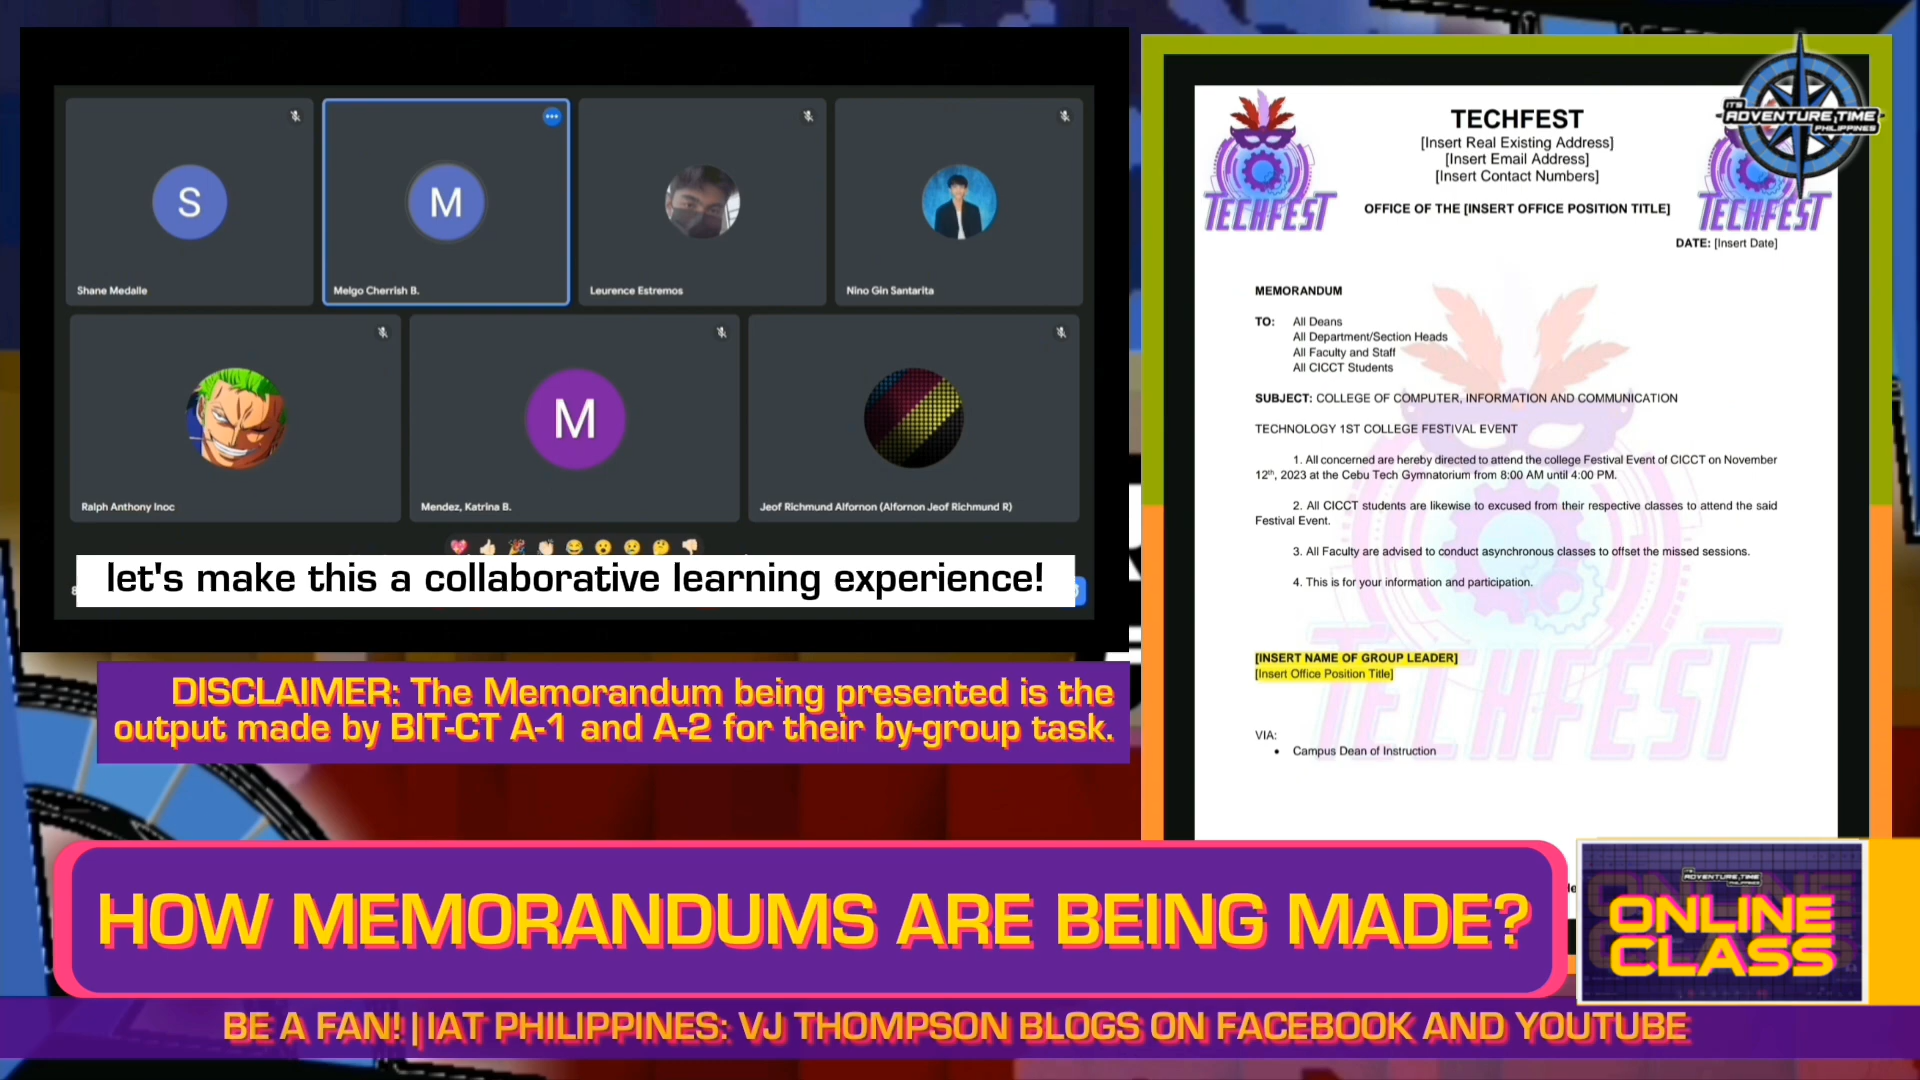 S
Shane Medalle
M
Melgo Cherrish B.
Leurence Estremos
Nino Gin Santarita
Ralph Anthony Inoc
M
Mendez, Katrina B.
Jeof Richmund Alfornon (Alfornon Jeof Richmund R)
let's make this a collaborative learning experience!
DISCLAIMER: The Memorandum being presented is the
output made by BIT-CT A-1 and A-2 for their by-group task.
IT'S
ADVENTURE TIME
PHILIPPINES
TECHFEST
TECHFEST
TECHFEST
[Insert Real Existing Address]
[Insert Email Address]
[Insert Contact Numbers]
OFFICE OF THE [INSERT OFFICE POSITION TITLE]
DATE: [Insert Date]
MEMORANDUM
TO: All Deans
All Department/Section Heads
All Faculty and Staff
All CICCT Students
SUBJECT: COLLEGE OF COMPUTER, INFORMATION AND COMMUNICATION
TECHNOLOGY 1ST COLLEGE FESTIVAL EVENT
1. All concerned are hereby directed to attend the college Festival Event of CICCT on November
12th, 2023 at the Cebu Tech Gymnatorium from 8:00 AM until 4:00 PM.
2. All CICCT students are likewise to excused from their respective classes to attend the said
Festival Event.
3. All Faculty are advised to conduct asynchronous classes to offset the missed sessions.
4. This is for your information and participation.
TECHFEST
[INSERT NAME OF GROUP LEADER]
[Insert Office Position Title]
VIA:
• Campus Dean of Instruction
HOW MEMORANDUMS ARE BEING MADE?
IT'S
ADVENTURE TIME
PHILIPPINES
ONLINE
CLASS
BE A FAN! | IAT PHILIPPINES: VJ THOMPSON BLOGS ON FACEBOOK AND YOUTUBE